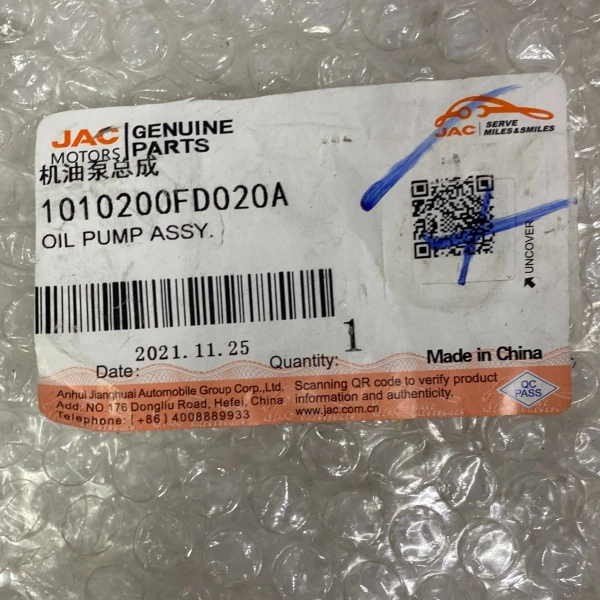 JAC MOTORS
GENUINE PARTS
JAC
SERVE MILES&SMILES
机油泵总成
1010200FD020A
OIL PUMP ASSY.
UNCOVER
Date: 2021.11.25
Quantity: 1
Made in China
Anhui Jianghuai Automobile Group Corp.,Ltd.
Add: NO.176 Dongliu Road, Hefei, China
Telephone: (+86)4008889933
Scanning QR code to verify product
information and authenticity.
www.jac.com.cn
QC
PASS